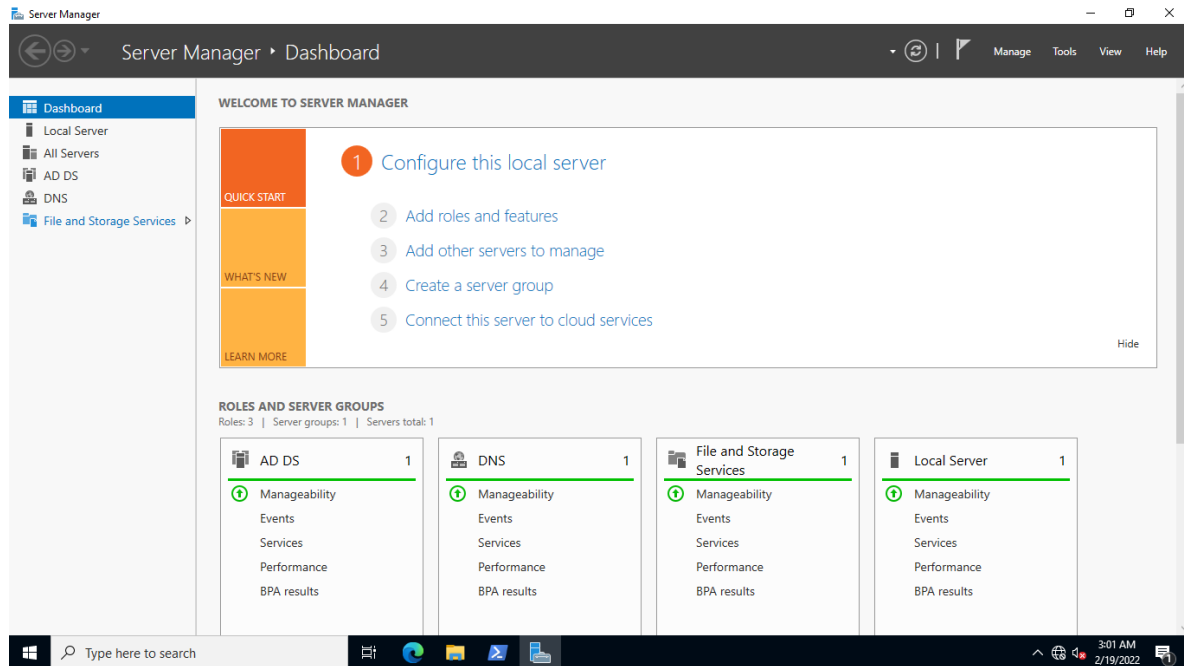 Server Manager
Server Manager ‣ Dashboard
Manage Tools View Help
Dashboard
Local Server
All Servers
AD DS
DNS
File and Storage Services
WELCOME TO SERVER MANAGER
QUICK START
WHAT'S NEW
LEARN MORE
1 Configure this local server
2 Add roles and features
3 Add other servers to manage
4 Create a server group
5 Connect this server to cloud services
Hide
ROLES AND SERVER GROUPS
Roles: 3 | Server groups: 1 | Servers total: 1
AD DS 1
Manageability
Events
Services
Performance
BPA results
DNS 1
Manageability
Events
Services
Performance
BPA results
File and Storage
Services 1
Manageability
Events
Services
Performance
BPA results
Local Server 1
Manageability
Events
Services
Performance
BPA results
Type here to search
3:01 AM
2/19/2022
1